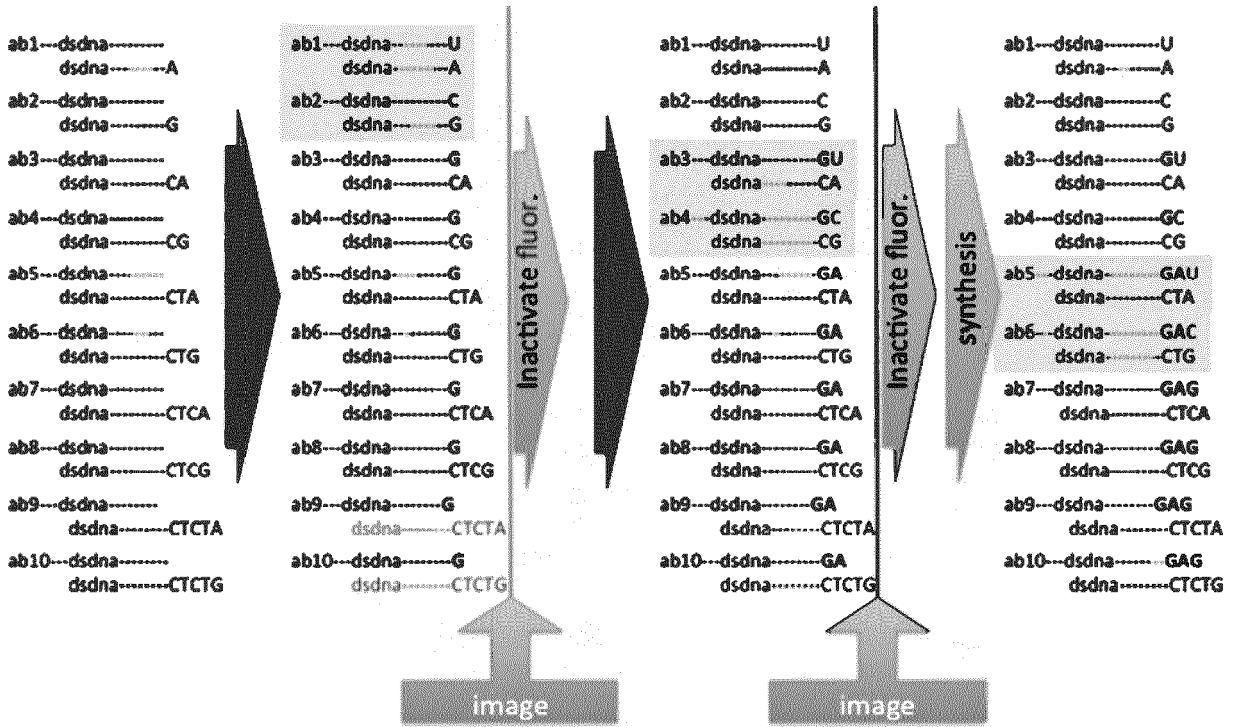 ab1---dsdna----------
dsdna----------A
ab2---dsdna----------
dsdna----------G
ab3---dsdna----------
dsdna----------CA
ab4---dsdna----------
dsdna----------CG
ab5---dsdna----------
dsdna----------CTA
ab6---dsdna----------
dsdna----------CTG
ab7---dsdna----------
dsdna----------CTCA
ab8---dsdna----------
dsdna----------CTCG
ab9---dsdna----------
dsdna----------CTCTA
ab10---dsdna----------
dsdna----------CTCTG
ab1---dsdna----------U
dsdna----------A
ab2---dsdna----------C
dsdna----------G
ab3---dsdna----------G
dsdna----------CA
ab4---dsdna----------G
dsdna----------CG
ab5---dsdna----------G
dsdna----------CTA
ab6---dsdna----------G
dsdna----------CTG
ab7---dsdna----------G
dsdna----------CTCA
ab8---dsdna----------G
dsdna----------CTCG
ab9---dsdna----------G
dsdna----------CTCTA
ab10---dsdna----------G
dsdna----------CTCTG
Inactivate fluor.
image
ab1---dsdna----------U
dsdna----------A
ab2---dsdna----------C
dsdna----------G
ab3---dsdna----------GU
dsdna----------CA
ab4---dsdna----------GC
dsdna----------CG
ab5---dsdna----------GA
dsdna----------CTA
ab6---dsdna----------GA
dsdna----------CTG
ab7---dsdna----------GA
dsdna----------CTCA
ab8---dsdna----------GA
dsdna----------CTCG
ab9---dsdna----------GA
dsdna----------CTCTA
ab10---dsdna----------GA
dsdna----------CTCTG
Inactivate fluor.
image
synthesis
ab1---dsdna----------U
dsdna----------A
ab2---dsdna----------C
dsdna----------G
ab3---dsdna----------GU
dsdna----------CA
ab4---dsdna----------GC
dsdna----------CG
ab5---dsdna----------GAU
dsdna----------CTA
ab6---dsdna----------GAC
dsdna----------CTG
ab7---dsdna----------GAG
dsdna----------CTCA
ab8---dsdna----------GAG
dsdna----------CTCG
ab9---dsdna----------GAG
dsdna----------CTCTA
ab10---dsdna----------GAG
dsdna----------CTCTG